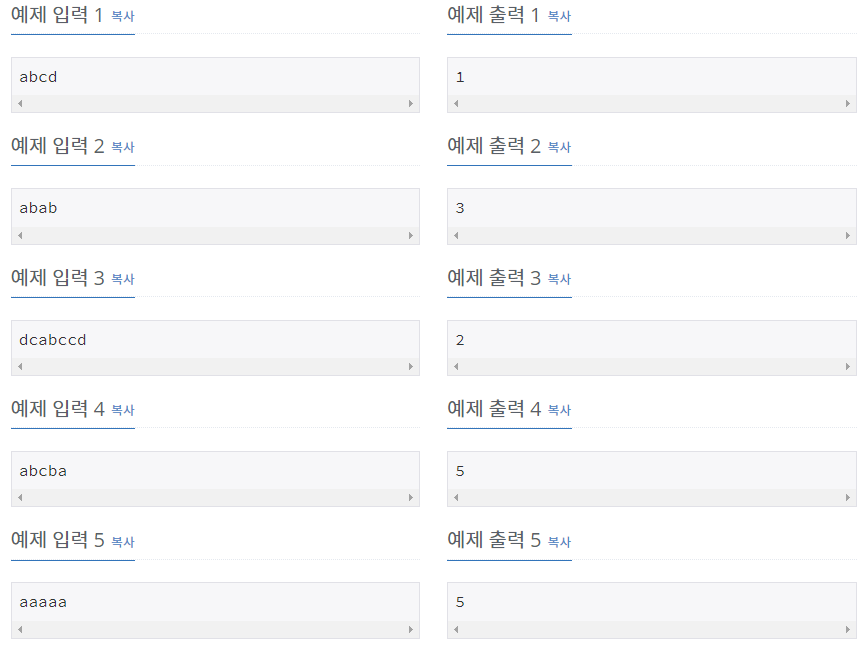 예제 입력 1 복사
예제 출력 1 복사
abcd
1
예제 입력 2 복사
예제 출력 2 복사
abab
3
예제 입력 3 복사
예제 출력 3 복사
dcabccd
2
예제 입력 4 복사
예제 출력 4 복사
abcba
5
예제 입력 5 복사
예제 출력 5 복사
aaaaa
5